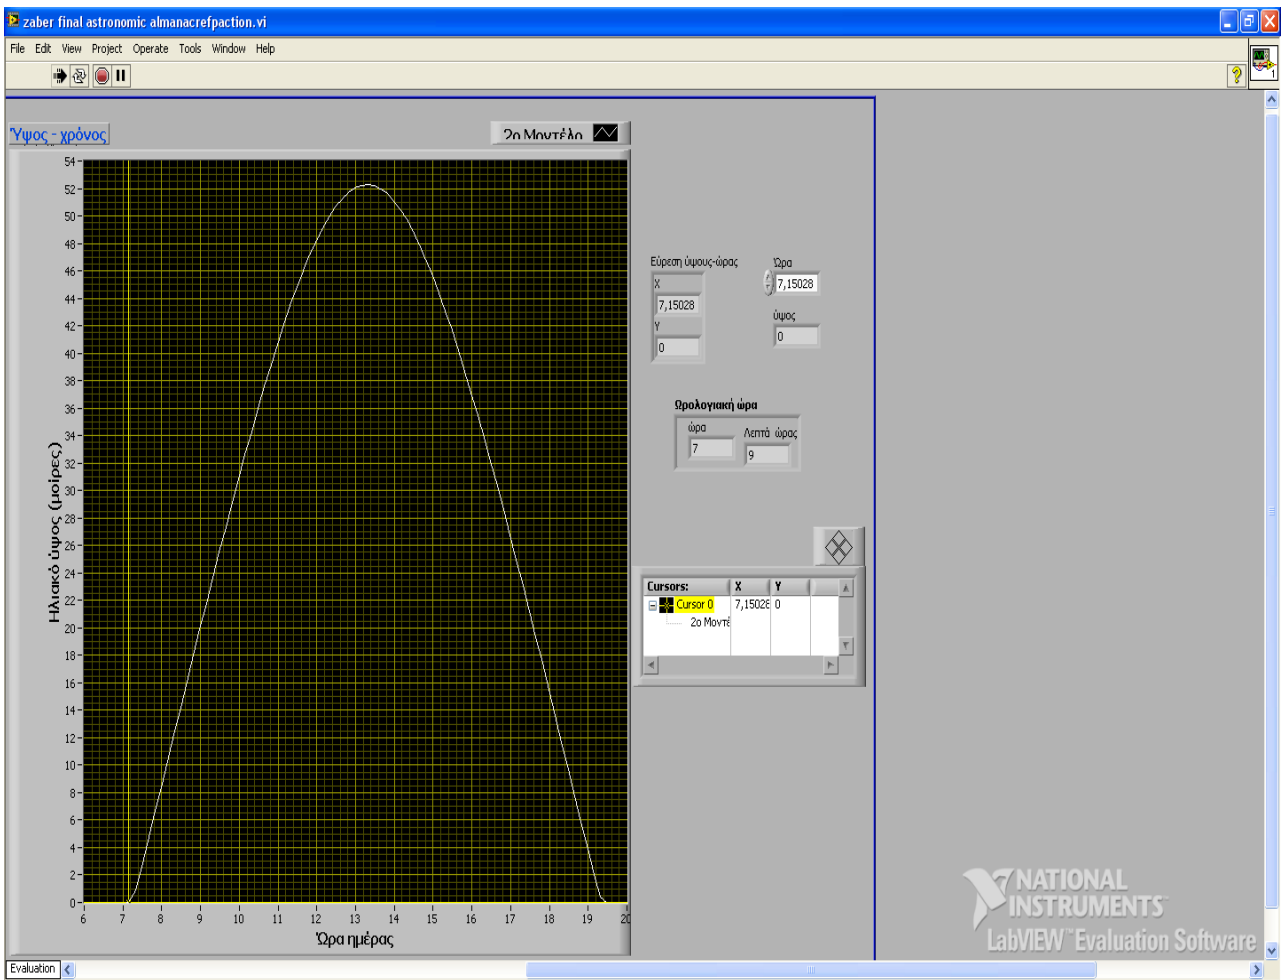 zaber final astronomic almanacrefpaction.vi
File Edit View Project Operate Tools Window Help
1
Ύψος - χρόνος
2ο Μοντέλο
54
52
50
48
46
44
42
40
38
36
34
32
30
28
26
24
22
20
18
16
14
12
10
8
6
4
2
0
Ηλιακό ύψος (μοίρες)
6 7 8 9 10 11 12 13 14 15 16 17 18 19 20
Ώρα ημέρας
Εύρεση ύψους-ώρας
X
7,15028
Y
0
Ώρα
7,15028
ύψος
0
Ωρολογιακή ώρα
ώρα Λεπτά ώρας
7 9
Cursors: X Y
Cursor 0 7,15028 0
2ο Μοντέ
NATIONAL
INSTRUMENTS
LabVIEW™ Evaluation Software
Evaluation